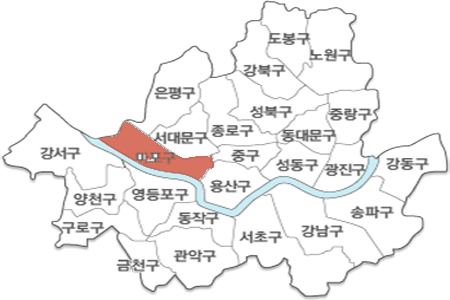 도봉구
노원구
강북구
은평구
성북구
중랑구
서대문구
종로구
동대문구
강서구
마포구
중구
성동구
광진구
강동구
양천구
영등포구
용산구
송파구
구로구
동작구
서초구
강남구
금천구
관악구